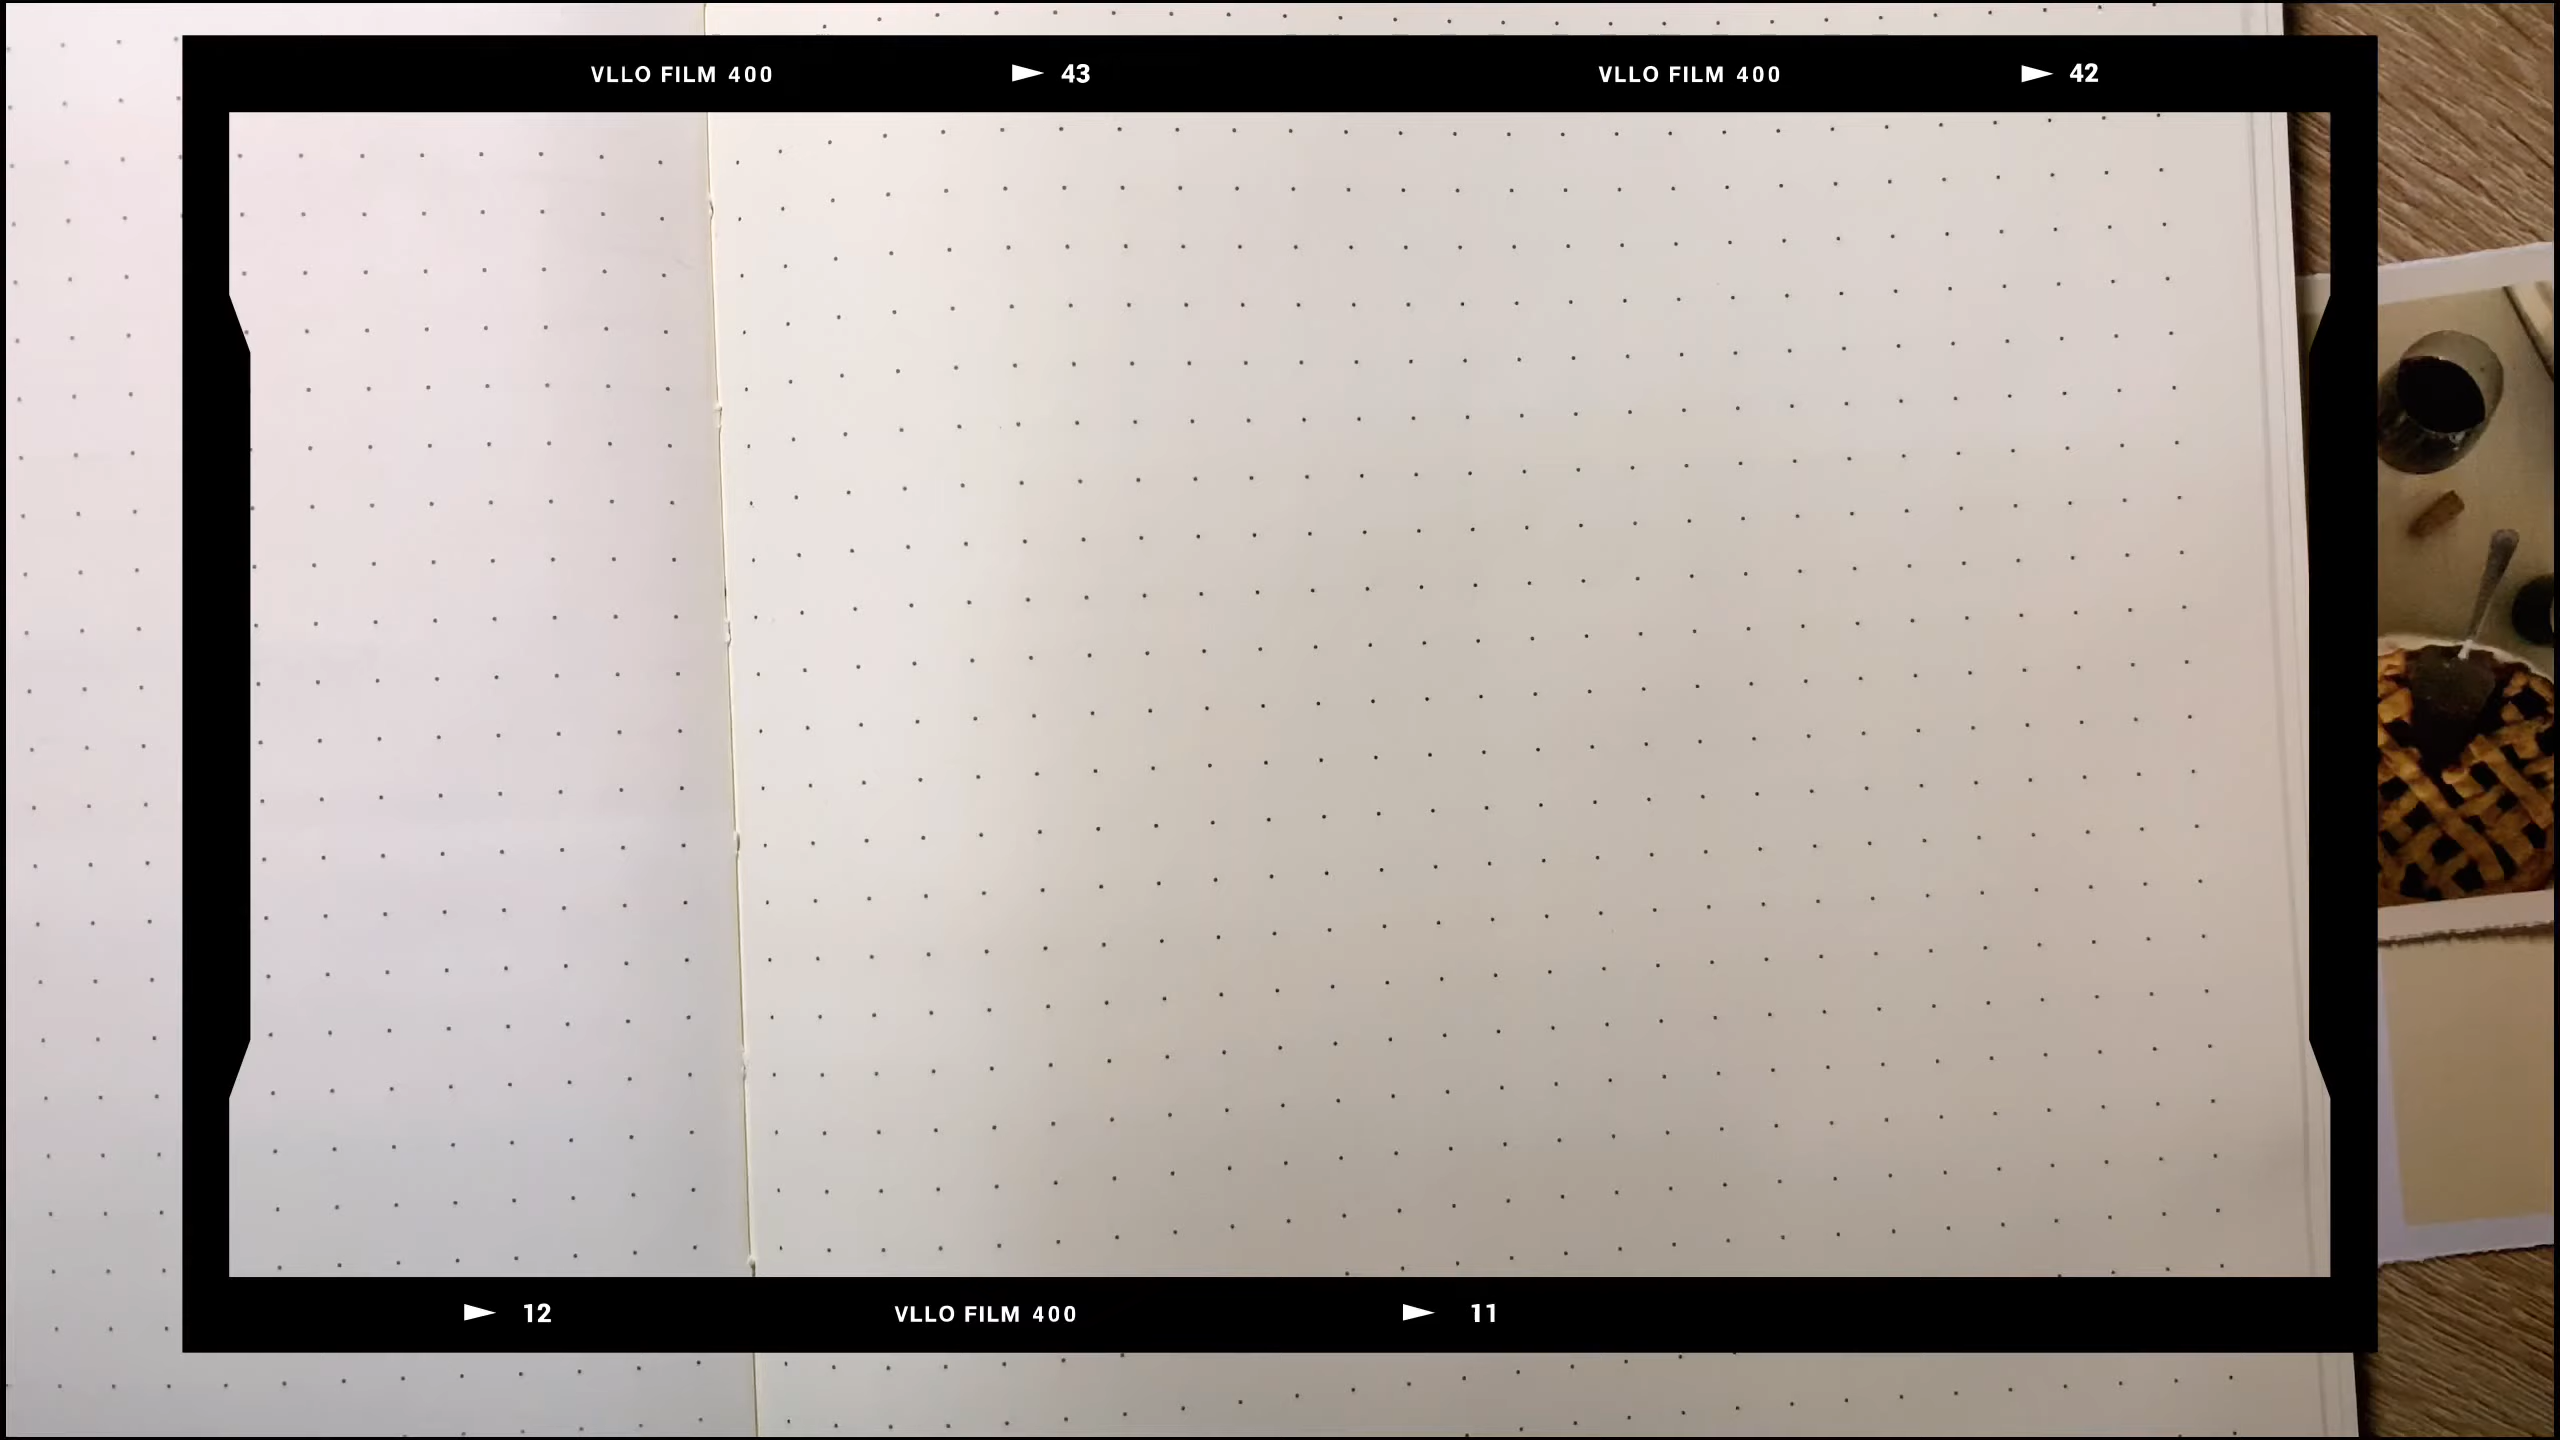 VLLO FILM 400 ► 43 VLLO FILM 400 ► 42
► 12 VLLO FILM 400 ► 11